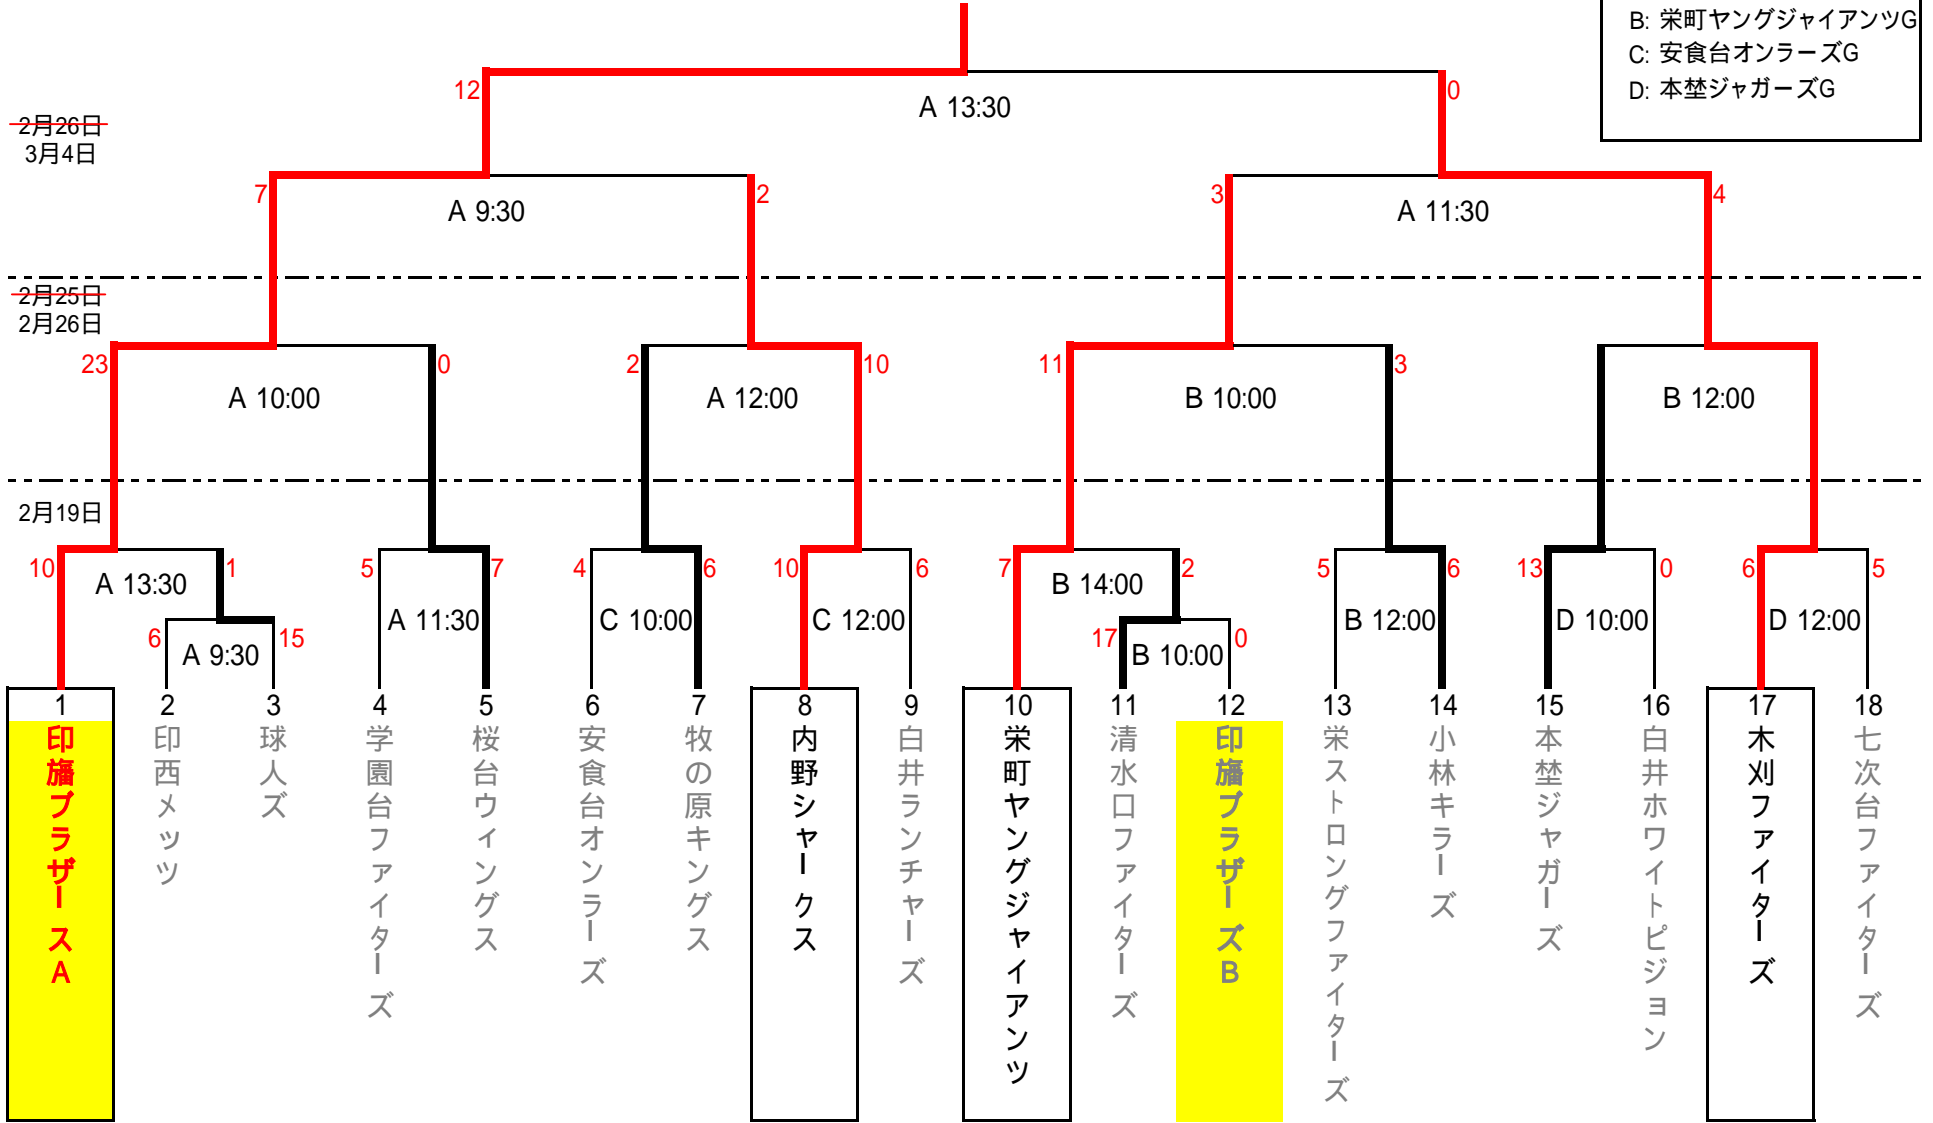 B: 栄町ヤングジャイアンツG
C: 安食台オンラーズG
D: 本埜ジャガーズG
12
0
A 13:30
2月26日
3月4日
7
2
3
4
A 9:30
A 11:30
2月25日
2月26日
23
0
2
10
11
3
A 10:00
A 12:00
B 10:00
B 12:00
2月19日
10
1
5
7
4
6
10
6
7
2
5
6
13
0
6
5
A 13:30
B 14:00
A 11:30
C 10:00
C 12:00
B 12:00
D 10:00
D 12:00
6
15
17
0
A 9:30
B 10:00
1
2
3
4
5
6
7
8
9
10
11
12
13
14
15
16
17
18
印旛ブラザースA
印西メッツ
球人ズ
学園台ファイターズ
桜台ウィングス
安食台オンラーズ
牧の原キングス
内野シャークス
白井ランチャーズ
栄町ヤングジャイアンツ
清水口ファイターズ
印旛ブラザーズB
栄ストロングファイターズ
小林キラーズ
本埜ジャガーズ
白井ホワイトピジョン
木刈ファイターズ
七次台ファイターズ